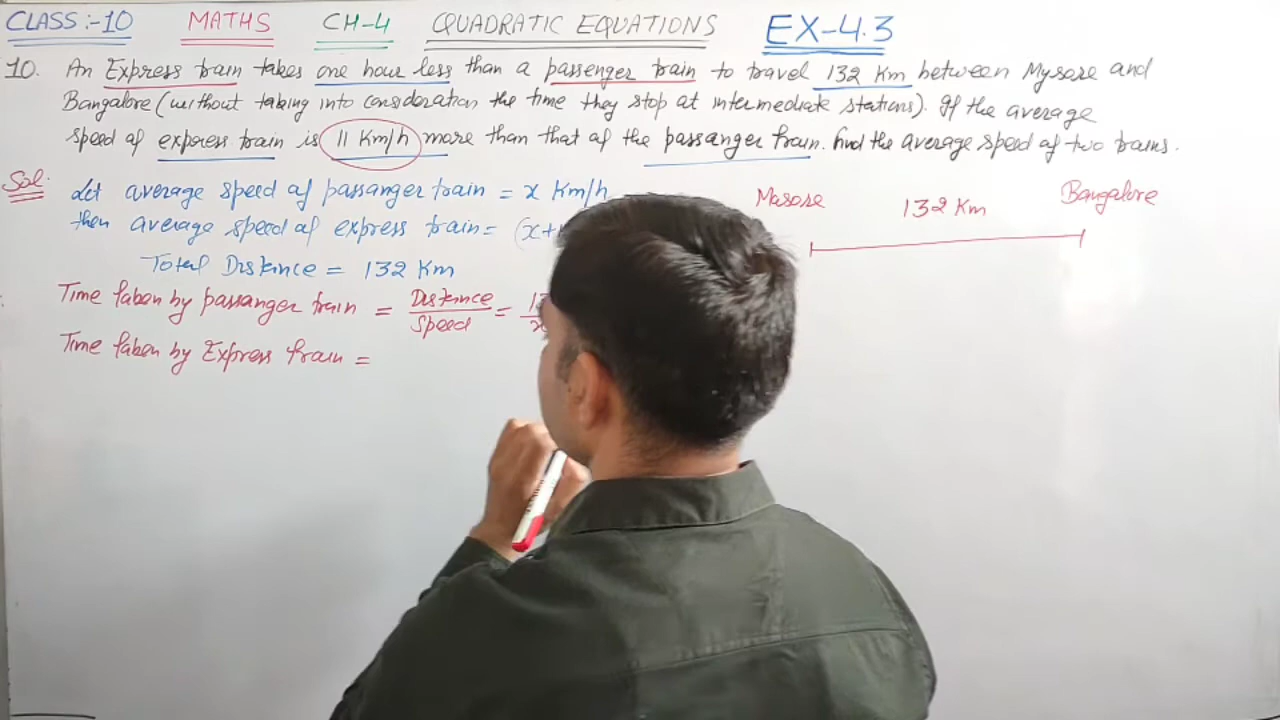 CLASS:-10 MATHS CH-4 QUADRATIC EQUATIONS EX-4.3
10. An Express train takes one hour less than a passenger train to travel 132 Km between Mysore and
Bangalore (without taking into consideration the time they stop at intermediate stations). If the average
speed of express train is 11 Km/h more than that of the passanger train. find the average speed of two trains.
Sol:
Let average speed of passanger train = x Km/h
then average speed of express train = (x+
Total Distance = 132 Km
Time taken by passanger train = Distance/Speed =
Time taken by Express train =
Masore 132 Km Bangalore